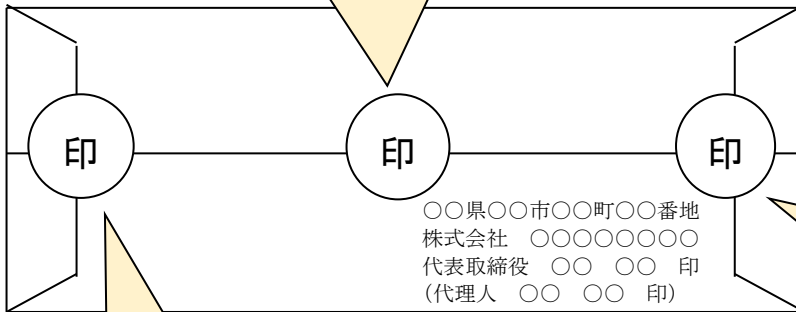 印
印
印
○○県○○市○○町○○番地
株式会社　○○○○○○○○
代表取締役　○○　○○　印
(代理人　○○　○○　印)